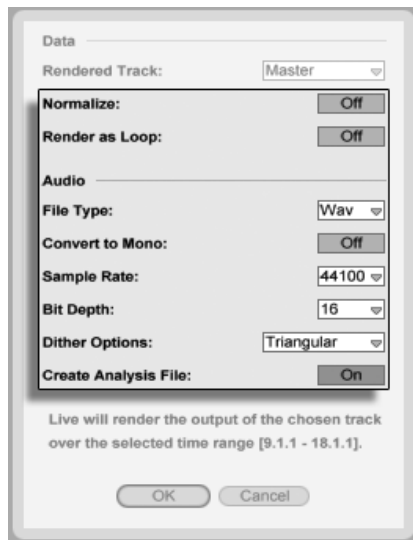 Data
Rendered Track: Master
Normalize: Off
Render as Loop: Off
Audio
File Type: Wav
Convert to Mono: Off
Sample Rate: 44100
Bit Depth: 16
Dither Options: Triangular
Create Analysis File: On
Live will render the output of the chosen track
over the selected time range [9.1.1 - 18.1.1].
OK Cancel